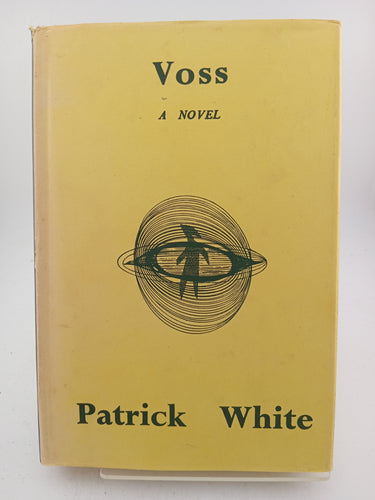 Voss
A NOVEL
Patrick White